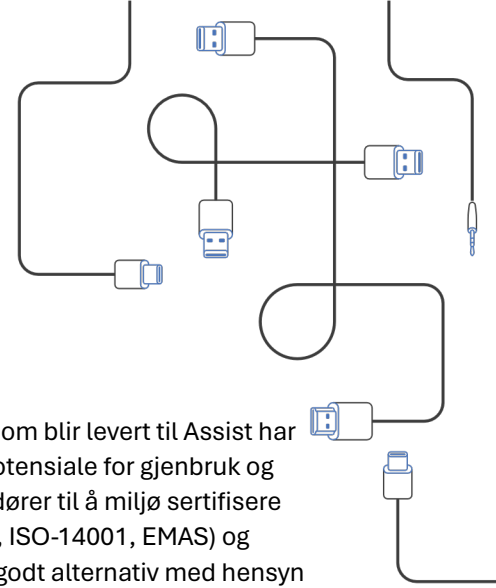 om blir levert til Assist har
otensiale for gjenbruk og
dører til å miljø sertifisere
, ISO-14001, EMAS) og
godt alternativ med hensyn